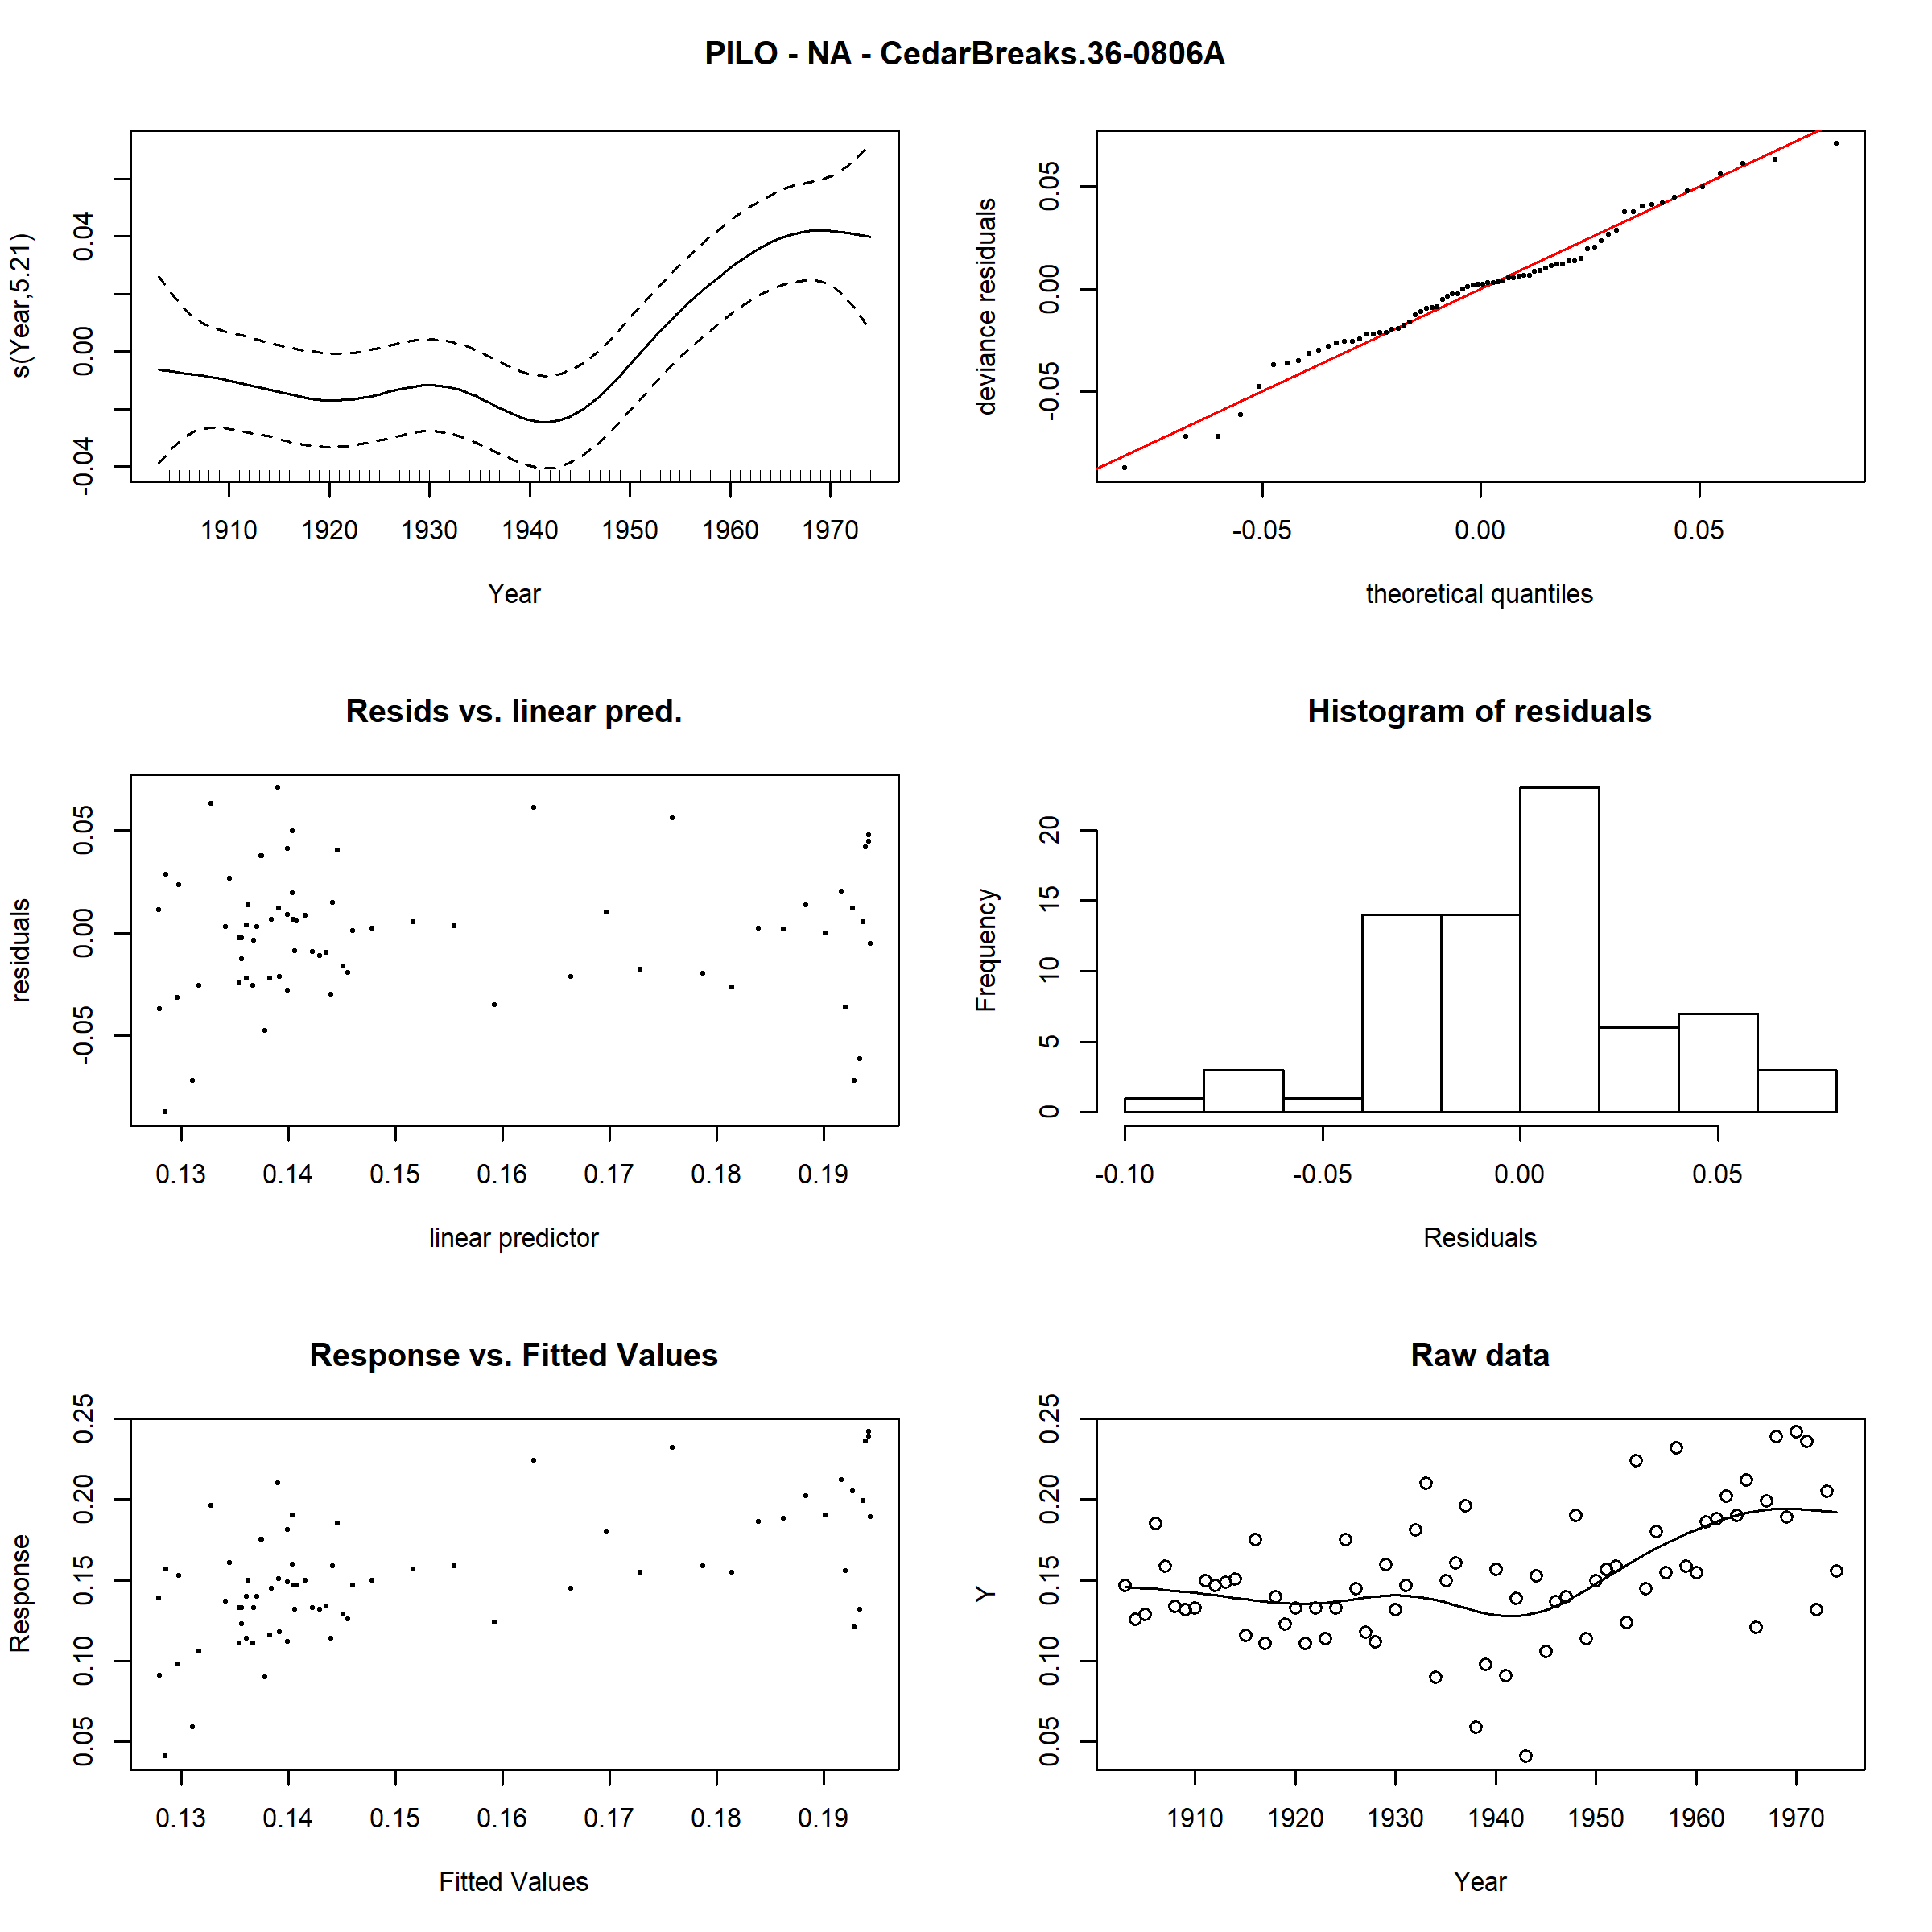 PILO - NA - CedarBreaks.36-0806A
s(Year,5.21)
-0.04 0.00 0.04
1910 1920 1930 1940 1950 1960 1970
Year
deviance residuals
-0.05 0.00 0.05
-0.05 0.00 0.05
theoretical quantiles
Resids vs. linear pred.
residuals
-0.05 0.00 0.05
0.13 0.14 0.15 0.16 0.17 0.18 0.19
linear predictor
Histogram of residuals
Frequency
0 5 10 15 20
-0.10 -0.05 0.00 0.05
Residuals
Response vs. Fitted Values
Response
0.05 0.10 0.15 0.20 0.25
0.13 0.14 0.15 0.16 0.17 0.18 0.19
Fitted Values
Raw data
Y
0.05 0.10 0.15 0.20 0.25
1910 1920 1930 1940 1950 1960 1970
Year